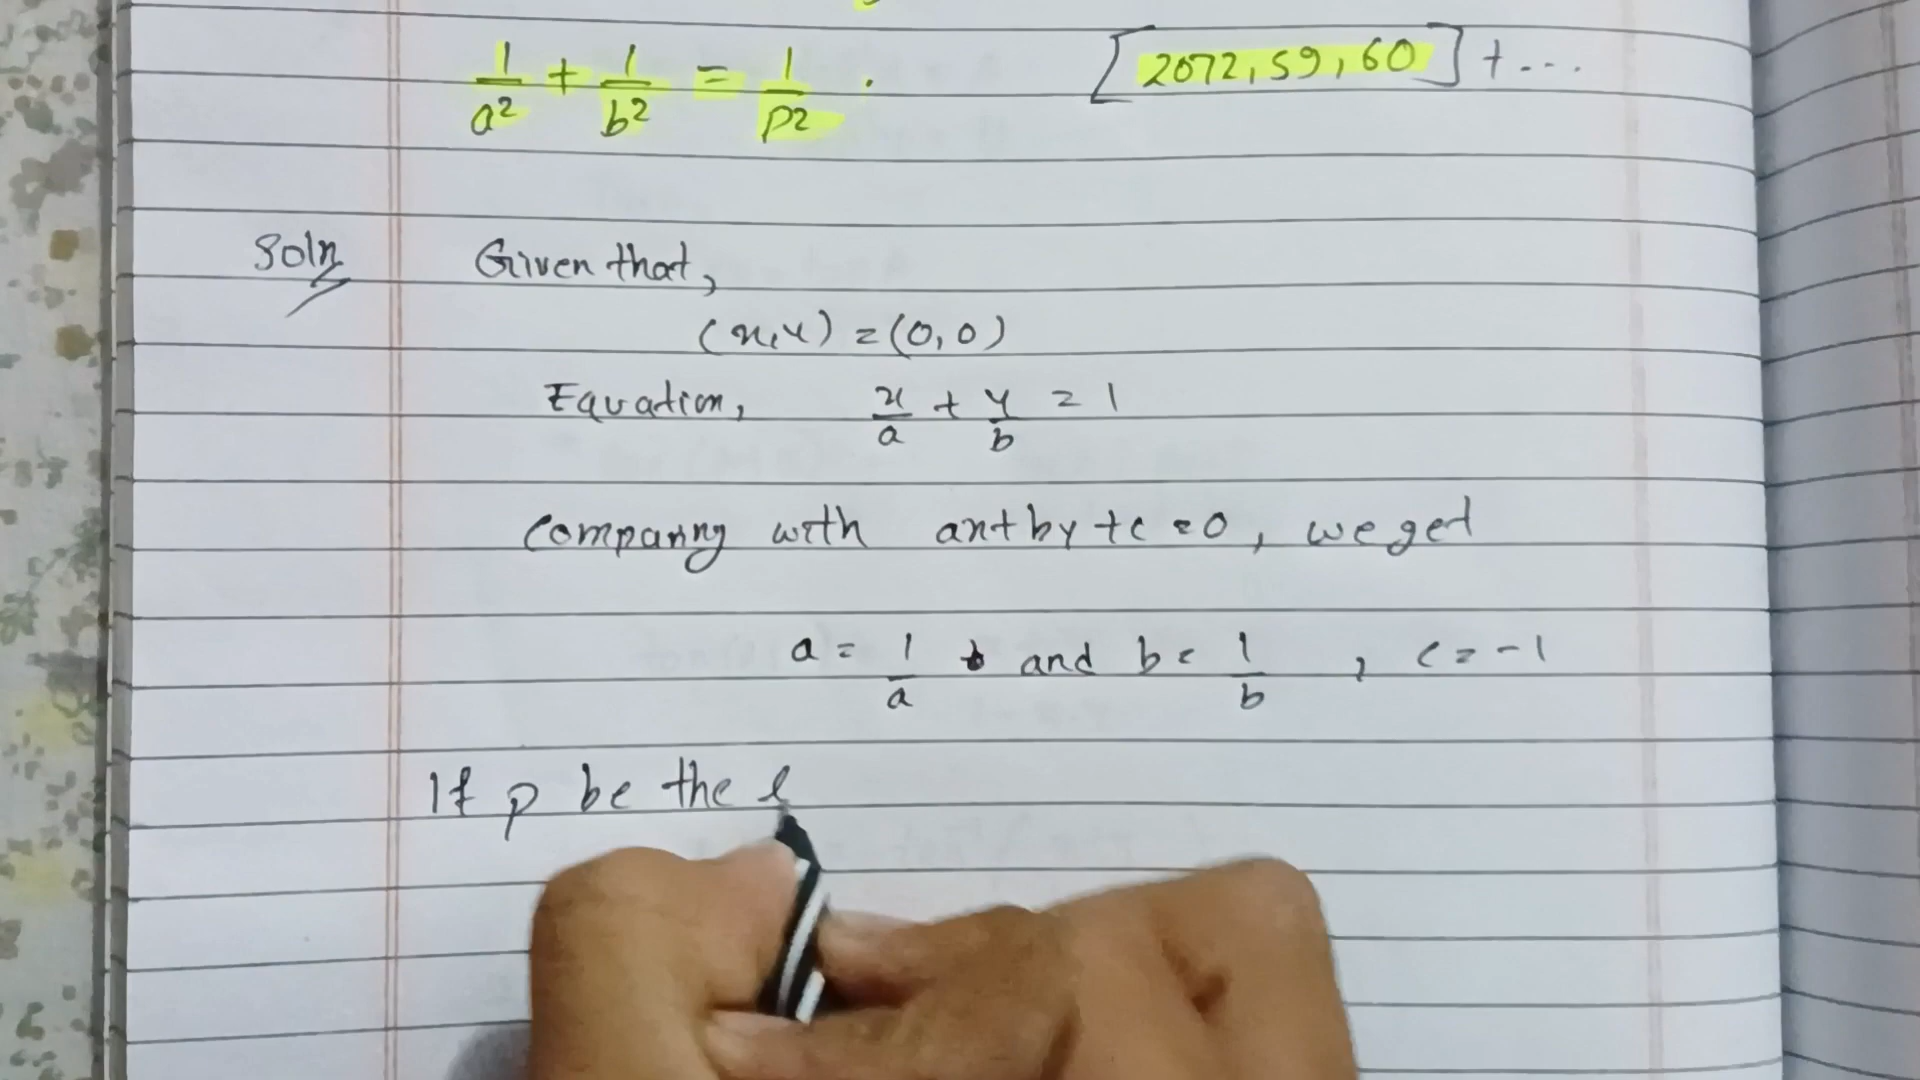 1/a² + 1/b² = 1/p². [2072, 59, 60] + ...
Soln Given that,
(x, y) = (0, 0)
Equation, x/a + y/b = 1
Comparing with ax + by + c = 0, we get
a = 1/a and b = 1/b, c = -1
If p be the l